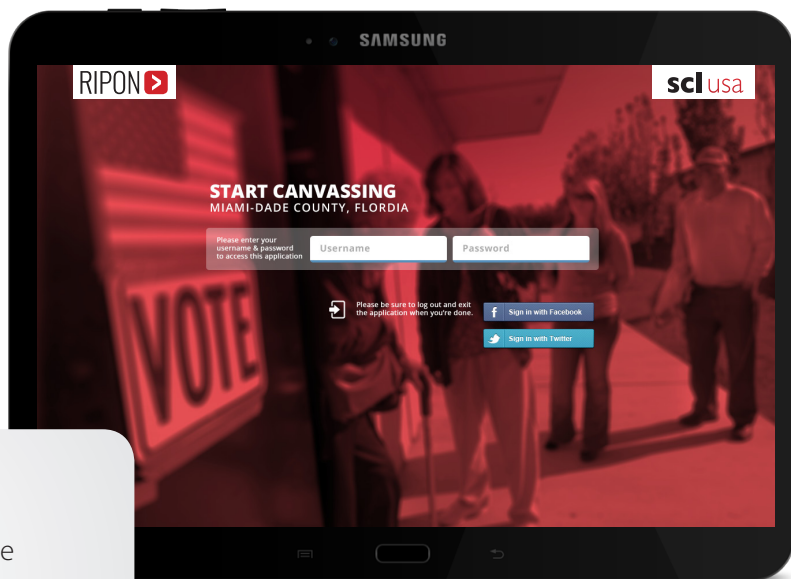 SAMSUNG
RIPON
scl usa
START CANVASSING
MIAMI-DADE COUNTY, FLORDIA
Please enter your
username & password
to access this application
Username
Password
Please be sure to log out and exit
the application when you're done.
f Sign in with Facebook
Sign in with Twitter
VOTE
e